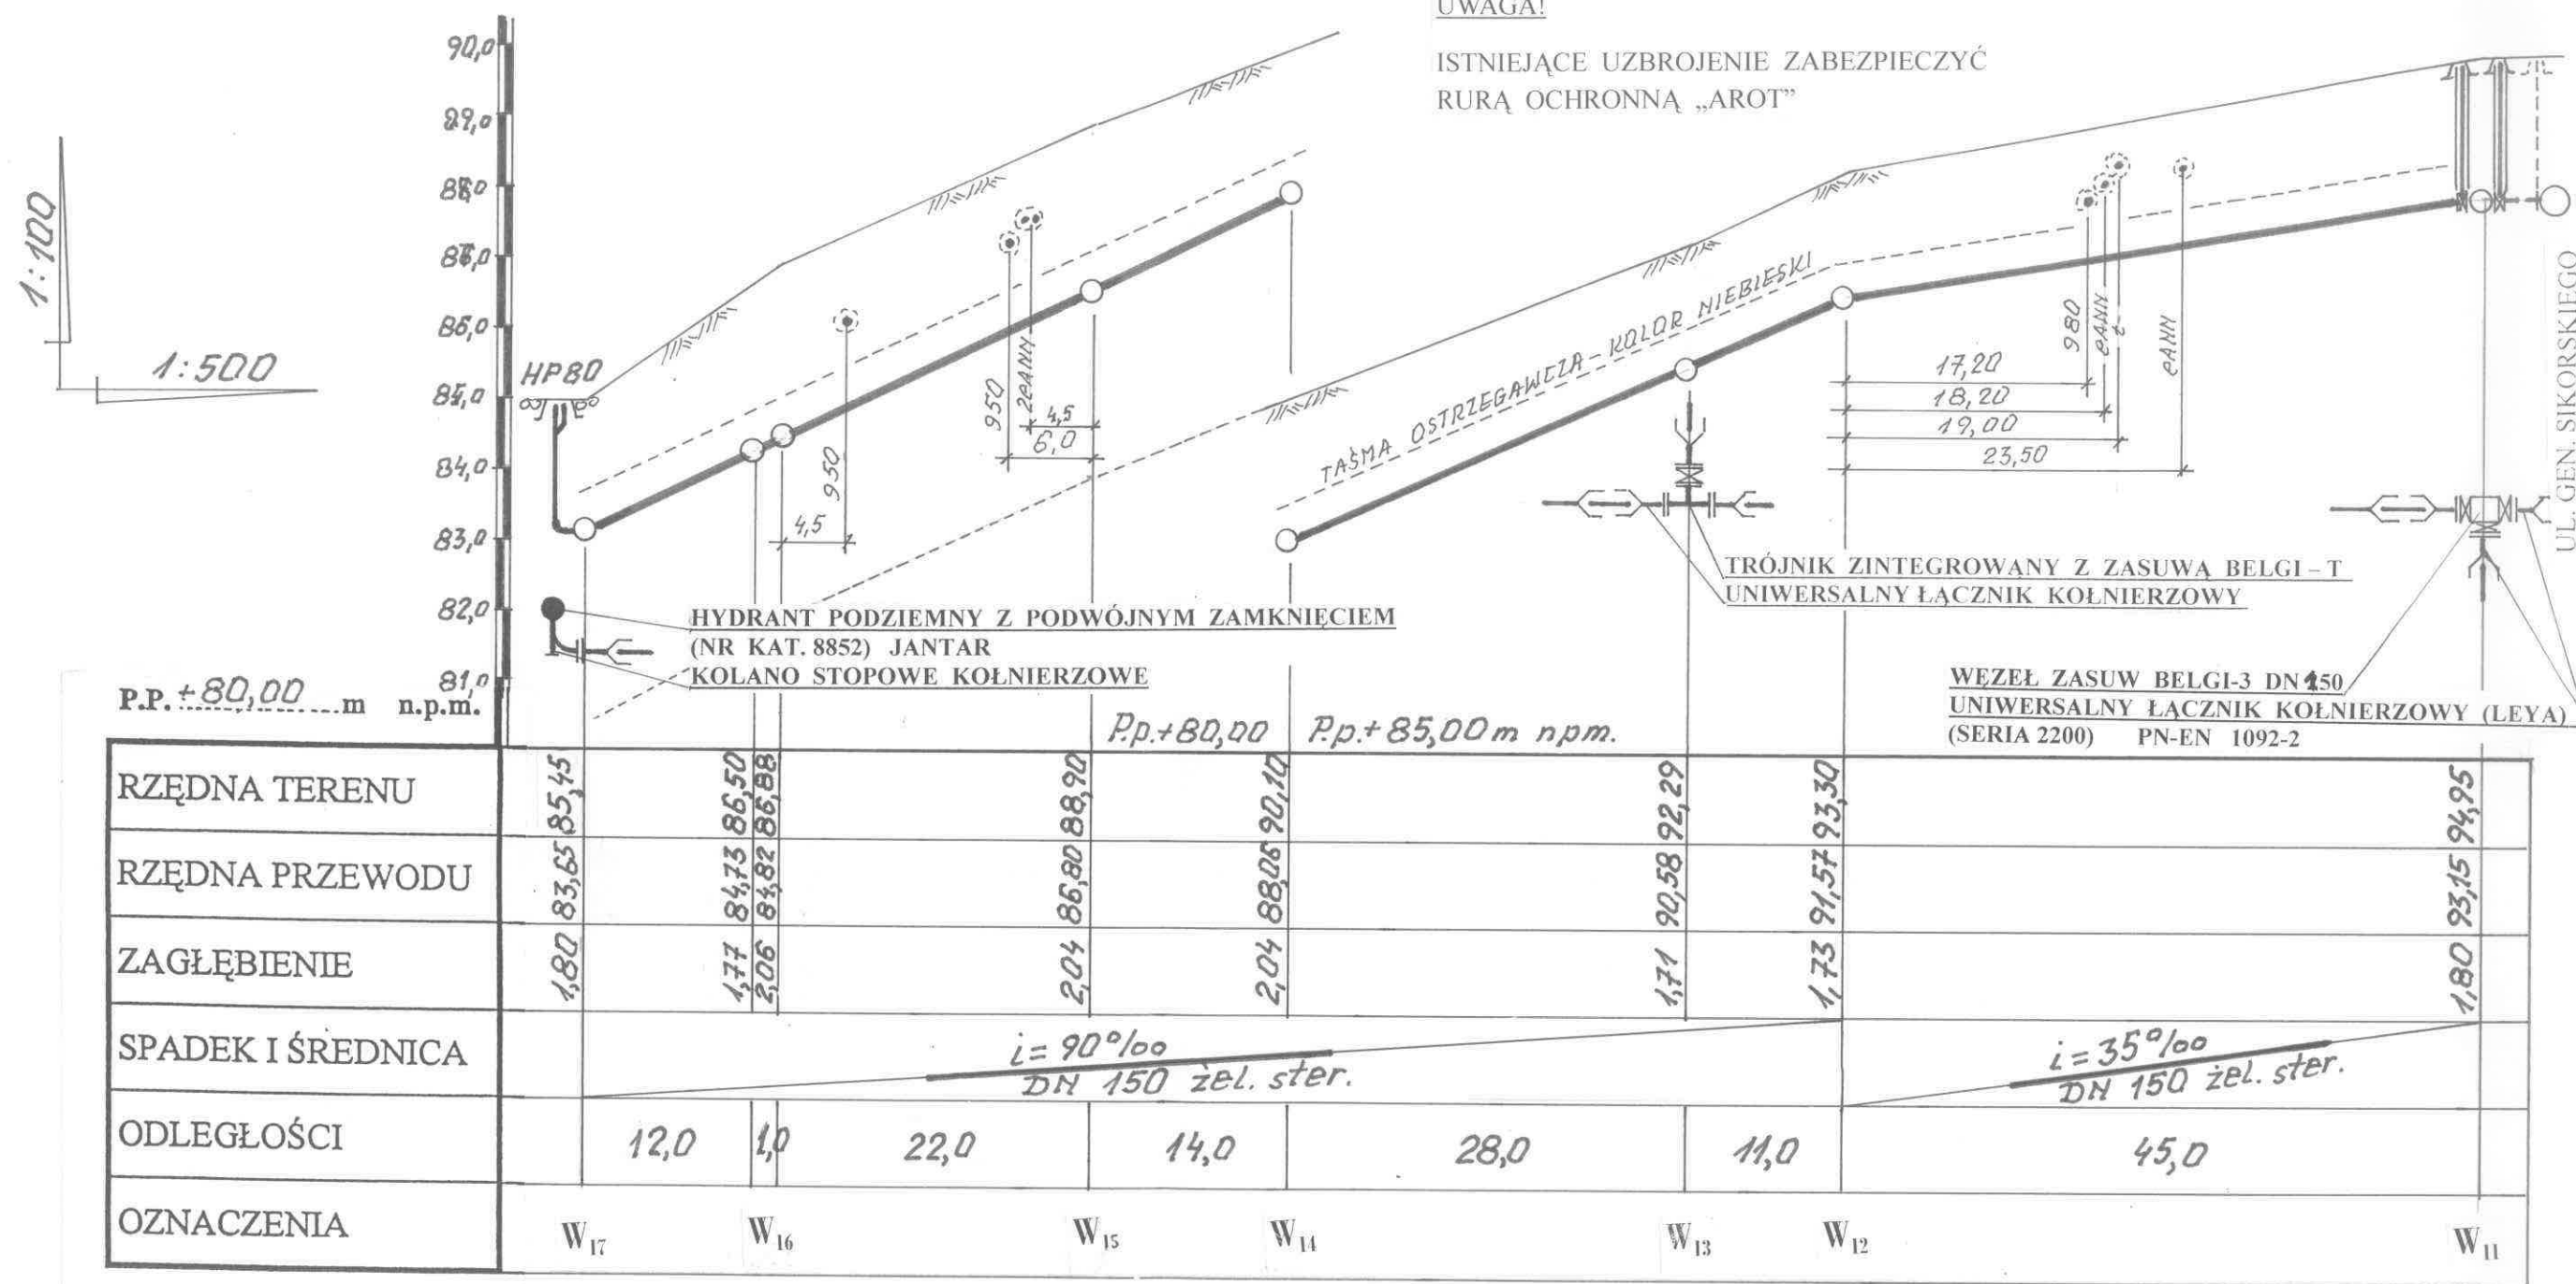 UWAGA!
ISTNIEJĄCE UZBROJENIE ZABEZPIECZYĆ
RURĄ OCHRONNĄ „AROT”
1:100
1:500
90,0
89,0
88,0
87,0
86,0
85,0
84,0
83,0
82,0
81,0
HP80
950
4,5
950
2eANN
4,5
6,0
TAŚMA OSTRZEGAWCZA - KOLOR NIEBIESKI
980
eANN
t
eANN
17,20
18,20
19,00
23,50
UL. GEN. SIKORSKIEGO
TRÓJNIK ZINTEGROWANY Z ZASUWĄ BELGI – T
UNIWERSALNY ŁĄCZNIK KOŁNIERZOWY
HYDRANT PODZIEMNY Z PODWÓJNYM ZAMKNIĘCIEM
(NR KAT. 8852) JANTAR
KOLANO STOPOWE KOŁNIERZOWE
WĘZEŁ ZASUW BELGI-3 DN 150
UNIWERSALNY ŁĄCZNIK KOŁNIERZOWY (LEYA)
(SERIA 2200) PN-EN 1092-2
P.P. +80,00 m n.p.m.
P.p.+80,00 P.p.+85,00 m npm.
RZĘDNA TERENU 85,45 86,50 86,88 88,90 90,10 92,29 93,30 94,95
RZĘDNA PRZEWODU 83,65 84,73 84,82 86,80 88,06 90,58 91,57 93,15
ZAGŁĘBIENIE 1,80 1,77 2,06 2,04 2,04 1,71 1,73 1,80
SPADEK I ŚREDNICA
i=90‰
DN 150 żel. ster.
i=35‰
DN 150 żel. ster.
ODLEGŁOŚCI 12,0 1,0 22,0 14,0 28,0 11,0 45,0
OZNACZENIA W17 W16 W15 W14 W13 W12 W11